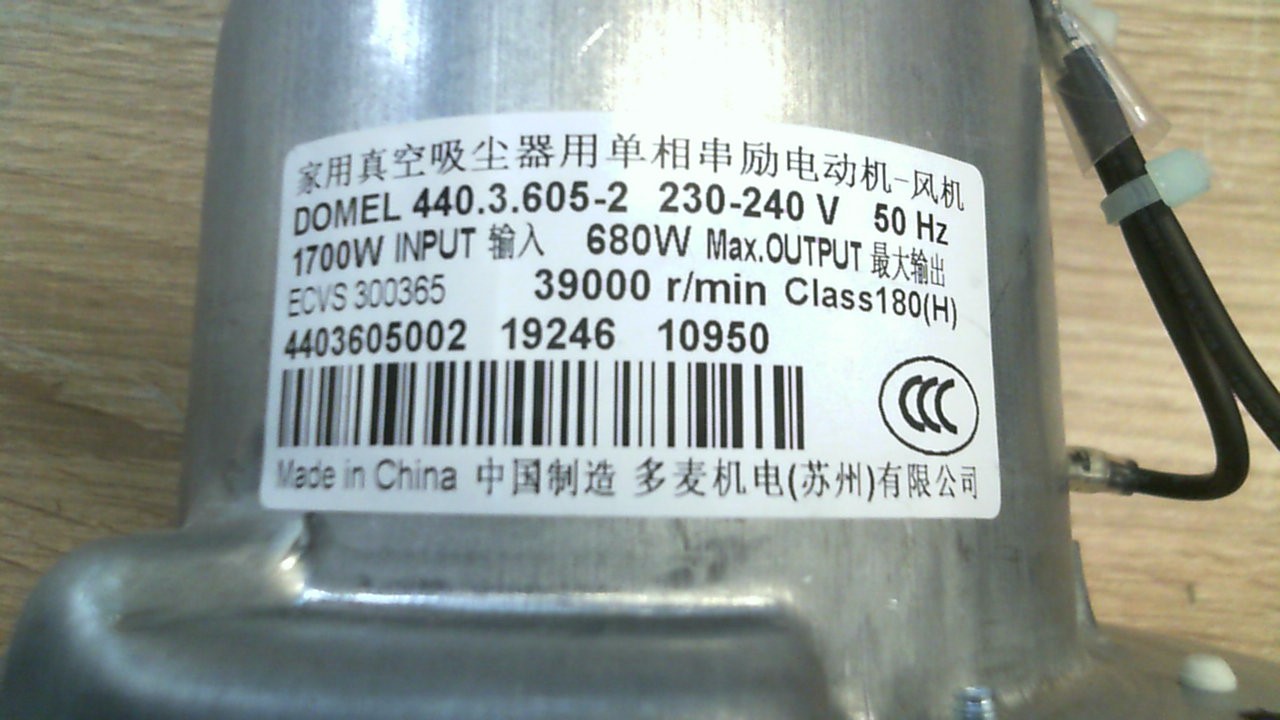 家用真空吸尘器用单相串励电动机-风机
DOMEL 440.3.605-2 230-240 V 50 Hz
1700W INPUT 输入 680W Max.OUTPUT 最大输出
ECVS 300365 39000 r/min Class180(H)
4403605002 19246 10950
CCC
Made in China 中国制造 多麦机电(苏州)有限公司